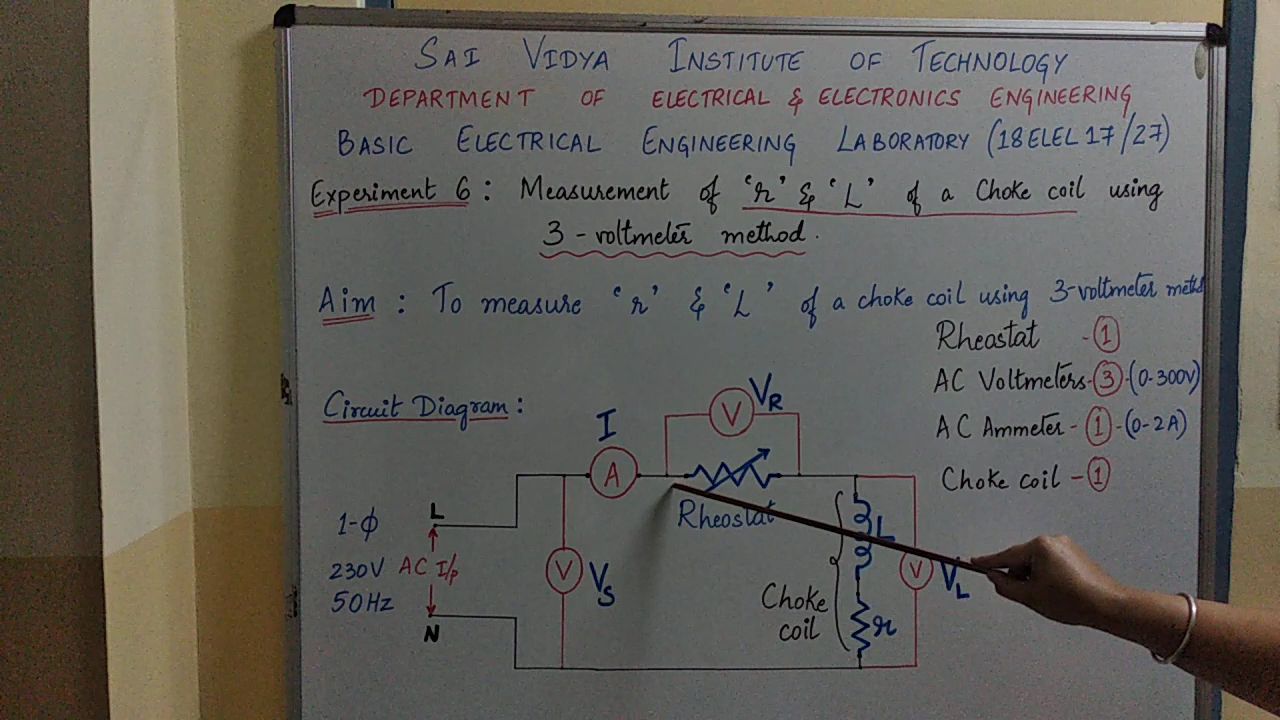 SAI VIDYA INSTITUTE OF TECHNOLOGY
DEPARTMENT OF ELECTRICAL & ELECTRONICS ENGINEERING
BASIC ELECTRICAL ENGINEERING LABORATORY (18ELEL17/27)
Experiment 6: Measurement of 'r' & 'L' of a Choke coil using
3-voltmeter method.
Aim: To measure 'r' & 'L' of a choke coil using 3-voltmeter
Rheostat - 1
AC Voltmeters - 3 - (0-300V)
AC Ammeter - 1 - (0-2A)
Choke coil - 1
Circuit Diagram:
I
A
V
VR
Rheostat
L
1-ϕ
230V AC I/p
50Hz
N
V
VS
Choke
coil
L
r
V
VL